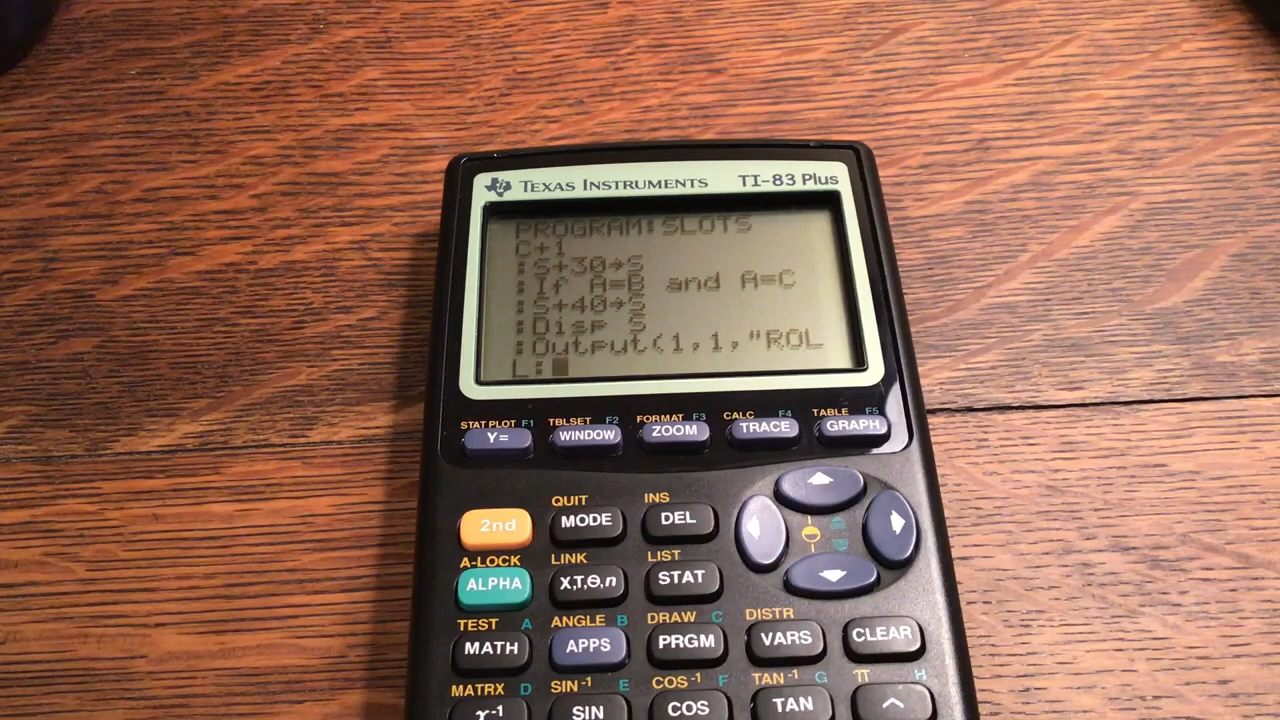 TEXAS INSTRUMENTS TI-83 Plus
PROGRAM:SLOTS
C+1
:S+30→S
:If A=B and A=C
:S+40→S
:Disp S
:Output(1,1,"ROL
L:
STAT PLOT F1 TBLSET F2 FORMAT F3 CALC F4 TABLE F5
Y= WINDOW ZOOM TRACE GRAPH
QUIT INS
2nd MODE DEL
A-LOCK LINK LIST
ALPHA X,T,Θ,n STAT
TEST A ANGLE B DRAW C DISTR
MATH APPS PRGM VARS CLEAR
MATRX D SIN⁻¹ E COS⁻¹ F TAN⁻¹ G π H
x⁻¹ SIN COS TAN ^